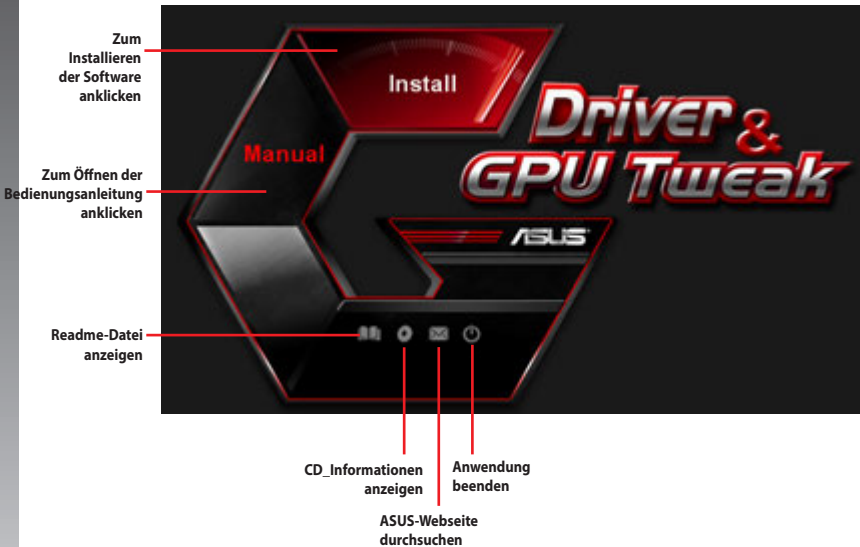 Zum
Installieren
der Software
anklicken
Install
Driver &
GPU Tweak
Manual
Zum Öffnen der
Bedienungsanleitung
anklicken
ASUS
Readme-Datei
anzeigen
CD_Informationen
anzeigen
Anwendung
beenden
ASUS-Webseite
durchsuchen